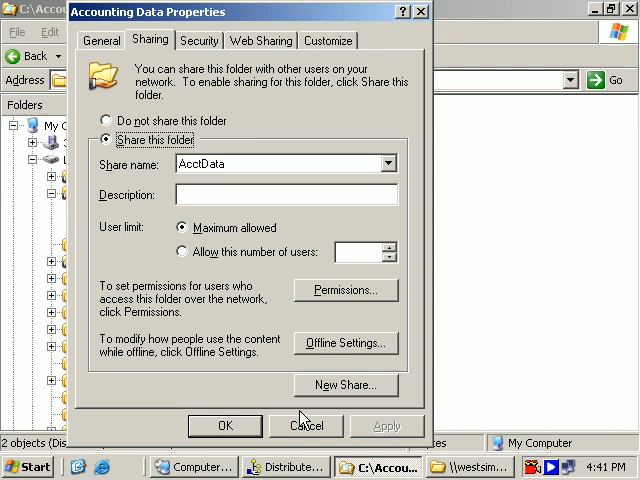 C:\Accou
Accounting Data Properties
File Edit
Back
Address
Go
Folders
My C
General Sharing Security Web Sharing Customize
You can share this folder with other users on your
network. To enable sharing for this folder, click Share this
folder.
Do not share this folder
Share this folder
Share name: AcctData
Description:
User limit: Maximum allowed
Allow this number of users:
To set permissions for users who
access this folder over the network,
click Permissions.
Permissions...
To modify how people use the content
while offline, click Offline Settings.
Offline Settings...
New Share...
OK Cancel Apply
2 objects (Dis tes My Computer
Start Computer... Distribute... C:\Accou... \\westsim... 4:41 PM